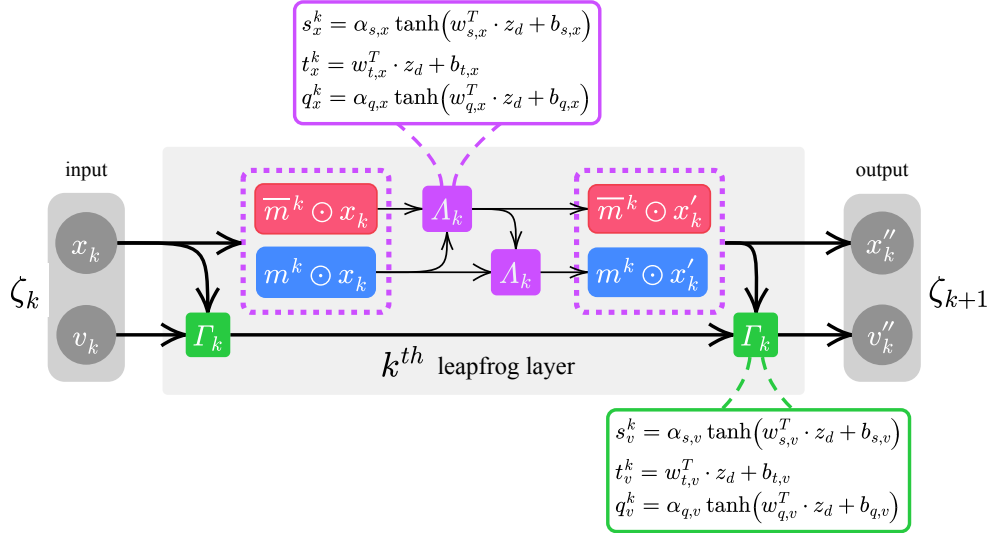 s_x^k = α_{s,x} tanh(w_{s,x}^T · z_d + b_{s,x})
t_x^k = w_{t,x}^T · z_d + b_{t,x}
q_x^k = α_{q,x} tanh(w_{q,x}^T · z_d + b_{q,x})
input
output
x_k
m̅^k ⊙ x_k
Λ_k
m̅^k ⊙ x′_k
x″_k
ζ_k
m^k ⊙ x_k
Λ_k
m^k ⊙ x′_k
ζ_{k+1}
v_k
Γ_k
Γ_k
v″_k
k^{th} leapfrog layer
s_v^k = α_{s,v} tanh(w_{s,v}^T · z_d + b_{s,v})
t_v^k = w_{t,v}^T · z_d + b_{t,v}
q_v^k = α_{q,v} tanh(w_{q,v}^T · z_d + b_{q,v})